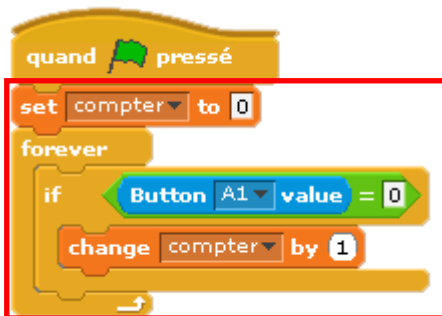 quand pressé
set compter to 0
forever
if Button A1 value = 0
change compter by 1